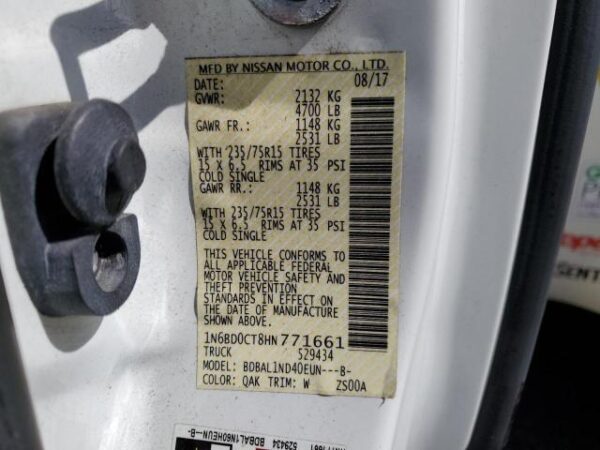 MFD BY NISSAN MOTOR CO., LTD.
DATE: 08/17
GVWR: 2132 KG
4700 LB
GAWR FR.: 1148 KG
2531 LB
WITH 235/75R15 TIRES
15 X 6.5 RIMS AT 35 PSI
COLD SINGLE
GAWR RR.: 1148 KG
2531 LB
WITH 235/75R15 TIRES
15 X 6.5 RIMS AT 35 PSI
COLD SINGLE
THIS VEHICLE CONFORMS TO
ALL APPLICABLE FEDERAL
MOTOR VEHICLE SAFETY AND
THEFT PREVENTION
STANDARDS IN EFFECT ON
THE DATE OF MANUFACTURE
SHOWN ABOVE.
1N6BD0CT8HN771661
TRUCK 529434
MODEL: BDBAL1ND40EUN---B-
COLOR: QAK TRIM: W ZS00A
529434 BDBAL1N60HEUN--B-